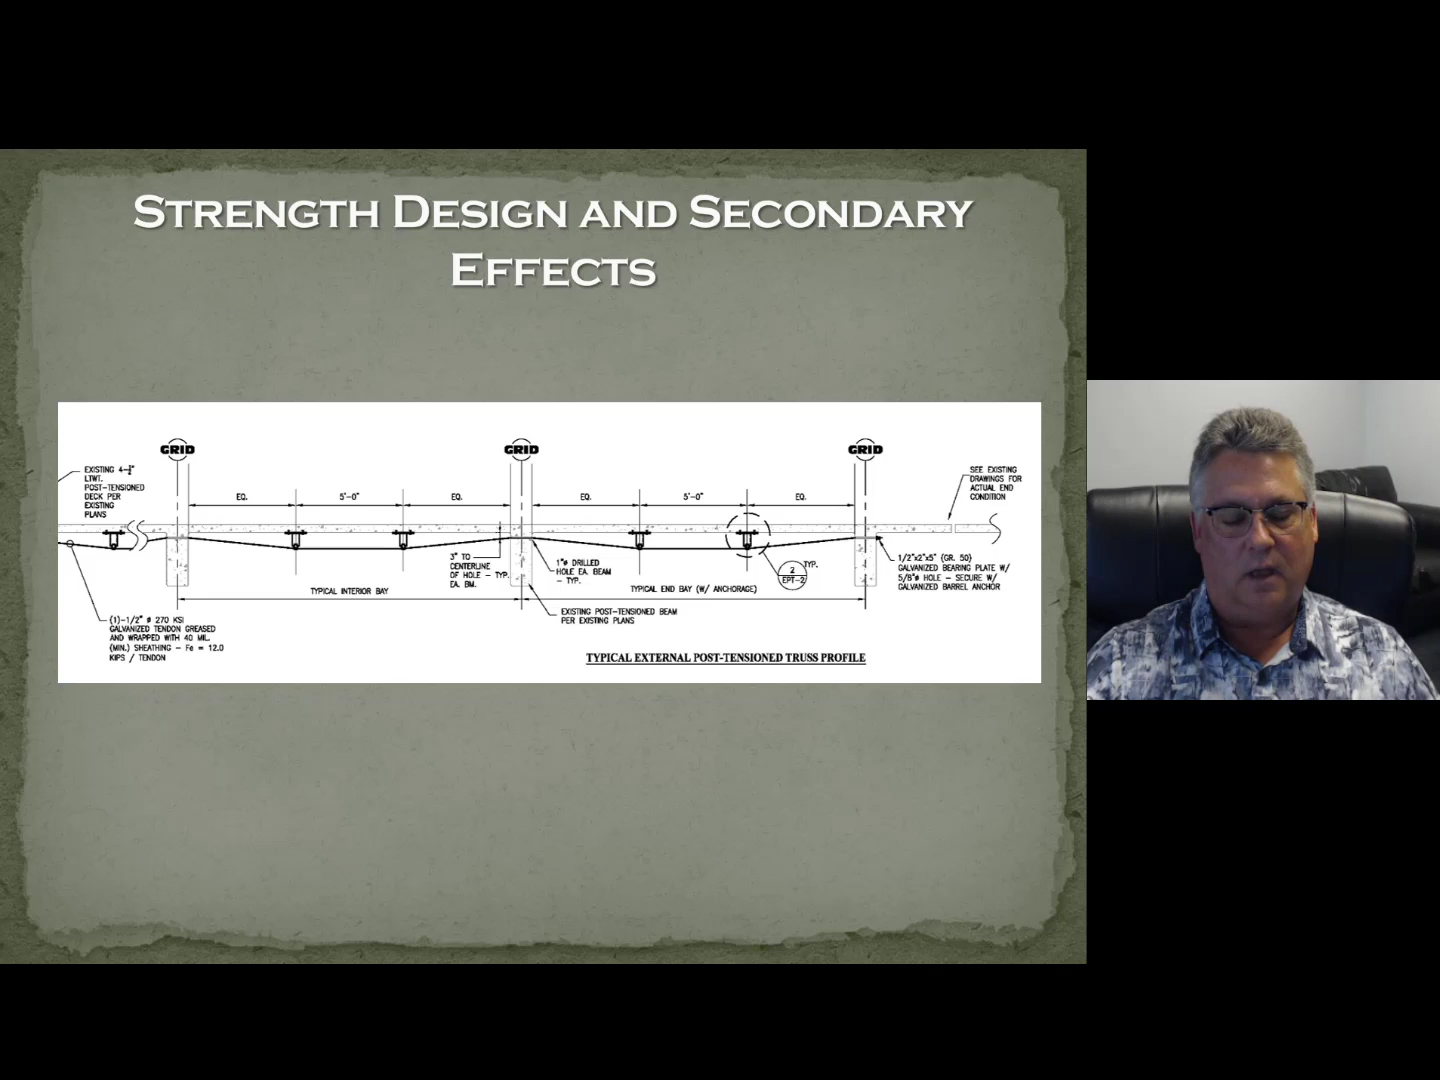 STRENGTH DESIGN AND SECONDARY
EFFECTS
GRID
GRID
GRID
EXISTING 4-½"
LTWT.
POST-TENSIONED
DECK PER
EXISTING
PLANS
EQ.
5'-0"
EQ.
EQ.
5'-0"
EQ.
SEE EXISTING
DRAWINGS FOR
ACTUAL END
CONDITION
3" TO
CENTERLINE
OF HOLE - TYP.
EA. BM.
1"ø DRILLED
HOLE EA. BEAM
- TYP.
2
EPT-2
TYP.
1/2"x2"x5" (GR. 50)
GALVANIZED BEARING PLATE W/
5/8"ø HOLE - SECURE W/
GALVANIZED BARREL ANCHOR
TYPICAL INTERIOR BAY
TYPICAL END BAY (W/ ANCHORAGE)
EXISTING POST-TENSIONED BEAM
PER EXISTING PLANS
(1)-1/2" ø 270 KSI
GALVANIZED TENDON GREASED
AND WRAPPED WITH 40 MIL.
(MIN.) SHEATHING - Fe = 12.0
KIPS / TENDON
TYPICAL EXTERNAL POST-TENSIONED TRUSS PROFILE